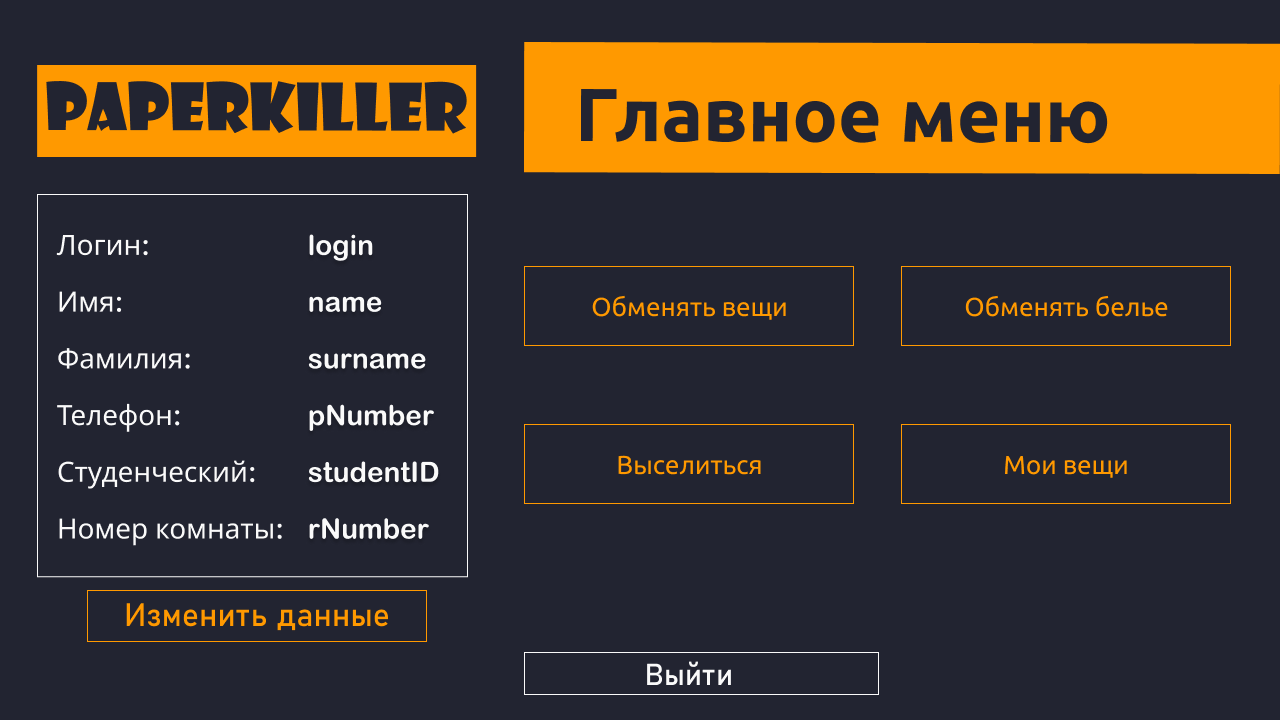 PAPERKILLER
Главное меню
Логин: login
Имя: name
Фамилия: surname
Телефон: pNumber
Студенческий: studentID
Номер комнаты: rNumber
Изменить данные
Обменять вещи
Обменять белье
Выселиться
Мои вещи
Выйти